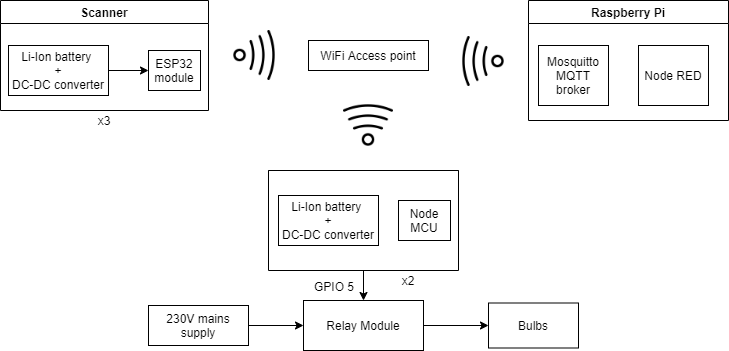 Scanner
Li-Ion battery
+
DC-DC converter
ESP32
module
x3
WiFi Access point
Raspberry Pi
Mosquitto
MQTT
broker
Node RED
Li-Ion battery
+
DC-DC converter
Node
MCU
GPIO 5
x2
230V mains
supply
Relay Module
Bulbs